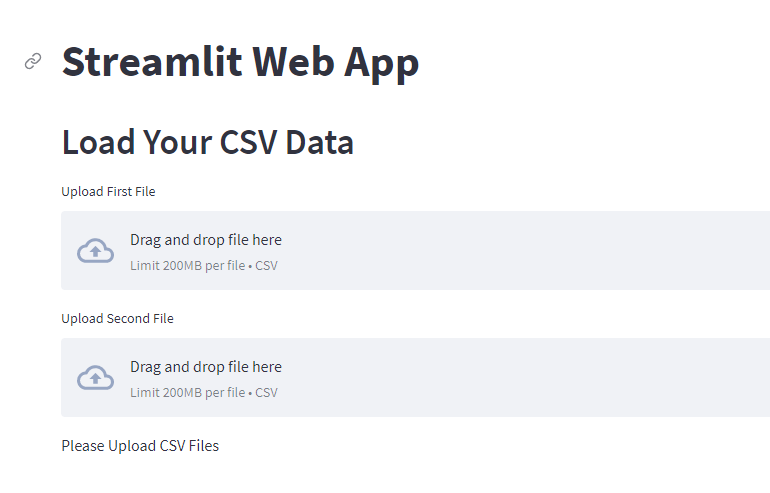 Streamlit Web App
Load Your CSV Data
Upload First File
Drag and drop file here
Limit 200MB per file • CSV
Upload Second File
Drag and drop file here
Limit 200MB per file • CSV
Please Upload CSV Files